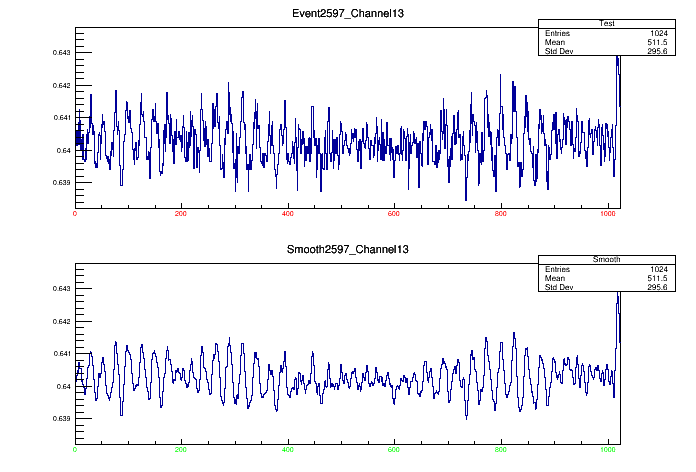 Event2597_Channel13
Test
Entries 1024
Mean 511.5
Std Dev 295.6
0.643
0.642
0.641
0.64
0.639
0 200 400 600 800 1000
Smooth2597_Channel13
Smooth
Entries 1024
Mean 511.5
Std Dev 295.6
0.643
0.642
0.641
0.64
0.639
0 200 400 600 800 1000